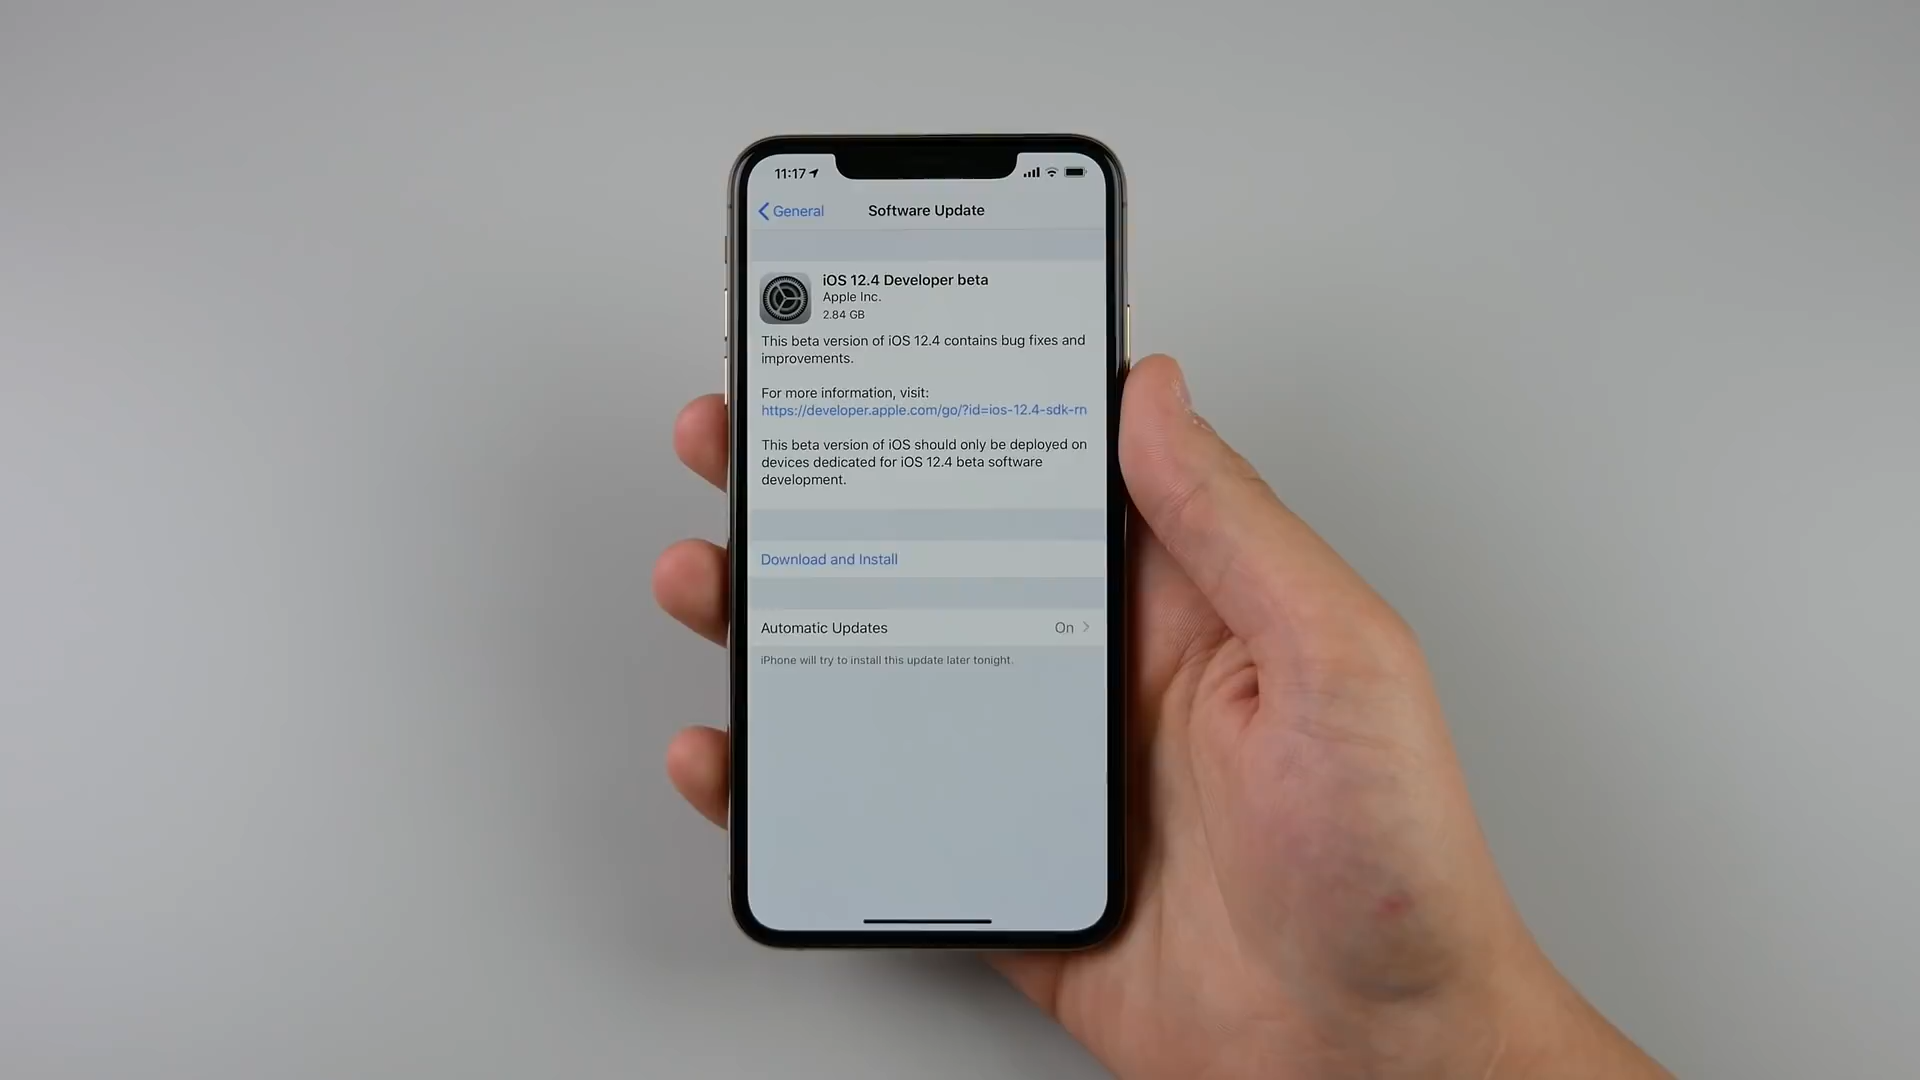 11:17
General
Software Update
iOS 12.4 Developer beta
Apple Inc.
2.84 GB
This beta version of iOS 12.4 contains bug fixes and
improvements.
For more information, visit:
https://developer.apple.com/go/?id=ios-12.4-sdk-rn
This beta version of iOS should only be deployed on
devices dedicated for iOS 12.4 beta software
development.
Download and Install
Automatic Updates On
iPhone will try to install this update later tonight.